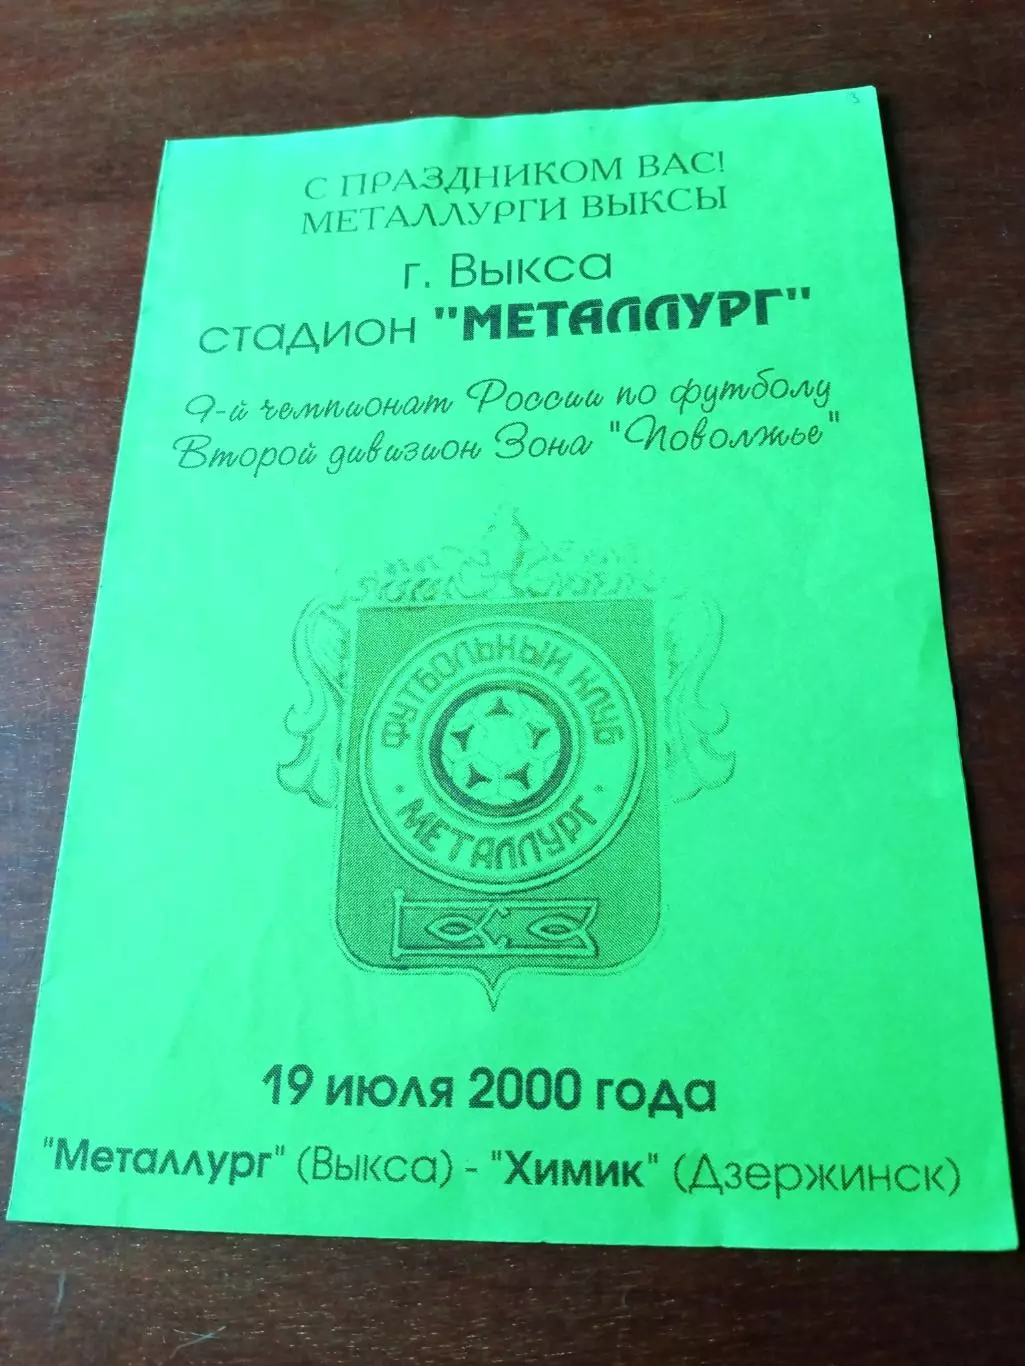 3
С ПРАЗДНИКОМ ВАС!
МЕТАЛЛУРГИ ВЫКСЫ
г. Выкса
стадион "МЕТАЛЛУРГ"
9-й чемпионат России по футболу
Второй дивизион Зона "Поволжье"
ФУТБОЛЬНЫЙ КЛУБ
· МЕТАЛЛУРГ ·
19 июля 2000 года
"Металлург" (Выкса) - "Химик" (Дзержинск)